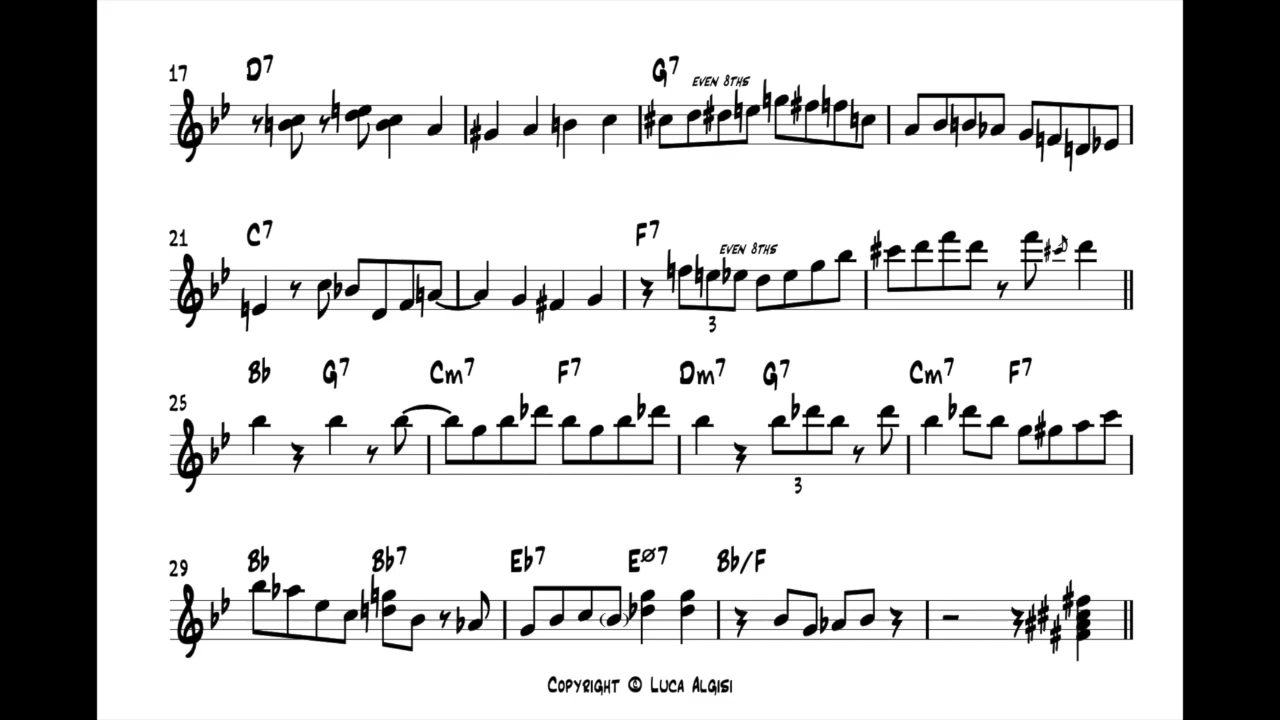 D7 G7
EVEN 8THS
17
C7 F7
EVEN 8THS
21
3
Bb G7 Cm7 F7 Dm7 G7 Cm7 F7
25
3
Bb Bb7 Eb7 Eø7 Bb/F
29
COPYRIGHT © LUCA ALGISI